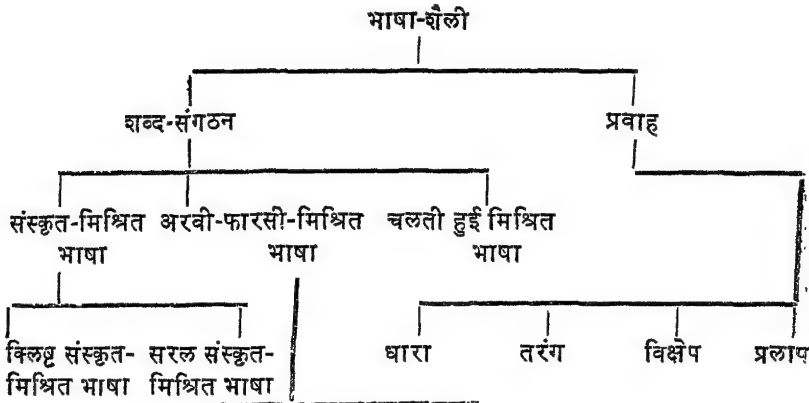 भाषा-शैली
शब्द-संगठन प्रवाह
संस्कृत-मिश्रित अरबी-फारसी-मिश्रित चलती हुई मिश्रित
भाषा भाषा भाषा
क्लिष्ट संस्कृत- सरल संस्कृत- धारा तरंग विक्षेप प्रलाप
मिश्रित भाषा मिश्रित भाषा